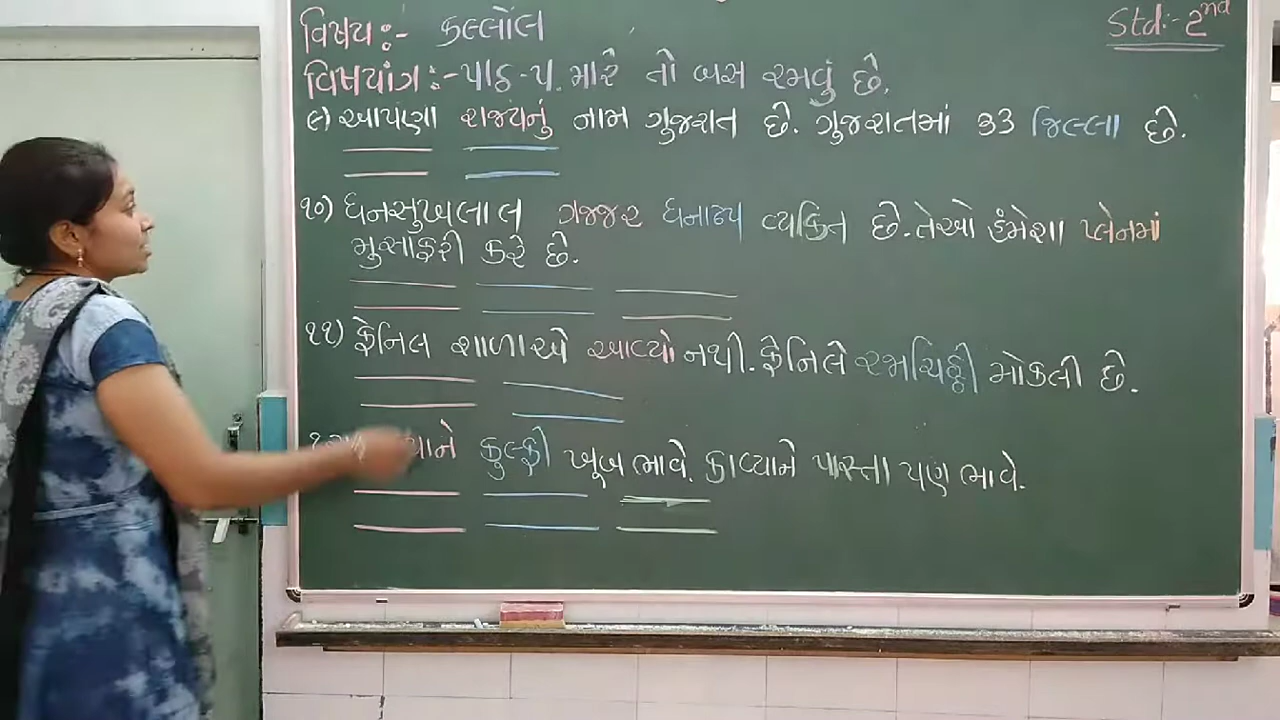 વિષય:- કલ્લોલ
Std:- 2nd
વિષયાંગ:- પાઠ-૫. મારે તો બસ રમવું છે.
૯) આપણા રાજ્યનું નામ ગુજરાત છે. ગુજરાતમાં ૩૩ જિલ્લા છે.
૧૦) ધનસુખલાલ ગજ્જર ધનાઢ્ય વ્યકિત છે. તેઓ હંમેશા પ્લેનમાં
મુસાફરી કરે છે.
૧૧) ફેનિલ શાળાએ આવ્યો નથી. ફેનિલે રમચિઠ્ઠી મોકલી છે.
કુલ્ફી ખૂબ ભાવે. કાવ્યાને પાસ્તા પણ ભાવે.